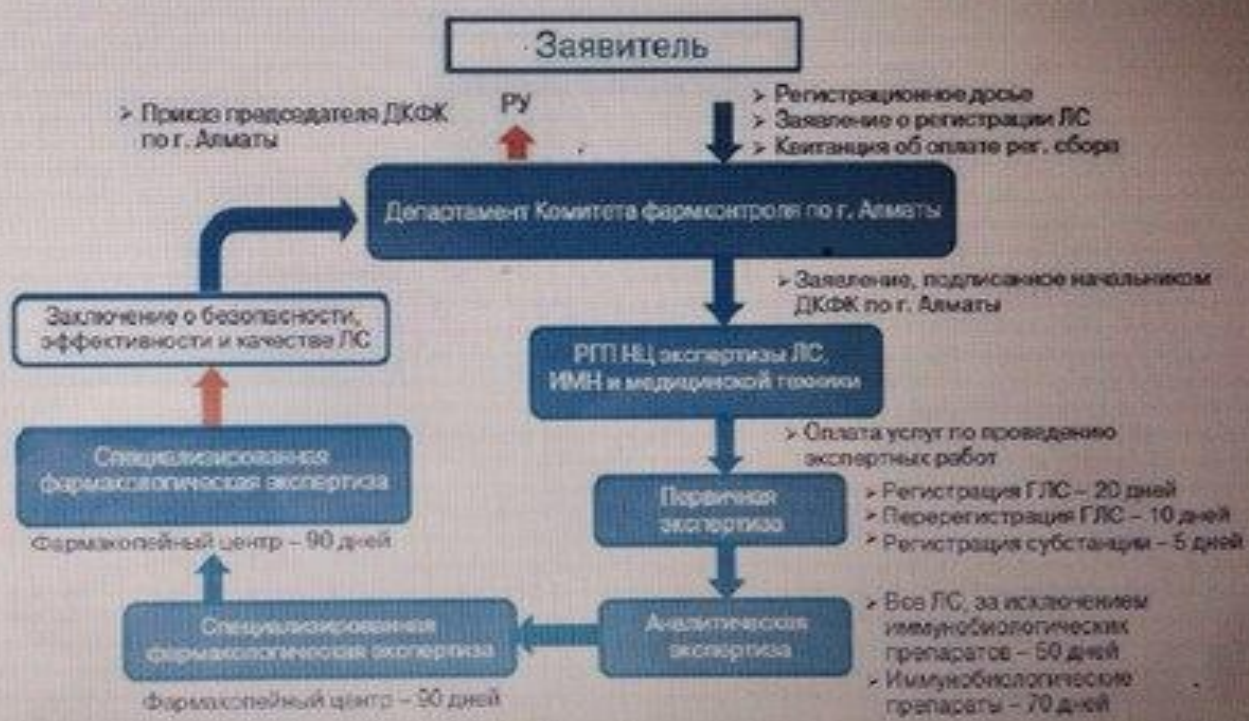 Заявитель
➢ Приказ председателя ДКФК
по г. Алматы
РУ
➢ Регистрационное досье
➢ Заявление о регистрации ЛС
➢ Квитанция об оплате рег. сбора
Департамент Комитета фармконтроля по г. Алматы
➢ Заявление, подписанное начальником
ДКФК по г. Алматы
Заключение о безопасности,
эффективности и качестве ЛС
РГП НЦ экспертизы ЛС,
ИМН и медицинской техники
➢ Оплата услуг по проведению
экспертных работ
Специализированная
фармакологическая экспертиза
Фармакопейный центр – 90 дней
Первичная
экспертиза
➢ Регистрация ГЛС – 20 дней
➢ Перерегистрация ГЛС – 10 дней
➢ Регистрация субстанции – 5 дней
Специализированная
фармакологическая экспертиза
Фармакопейный центр – 90 дней
Аналитическая
экспертиза
➢ Все ЛС, за исключением
иммунобиологических
препаратов – 50 дней
➢ Иммунобиологические
препараты – 70 дней